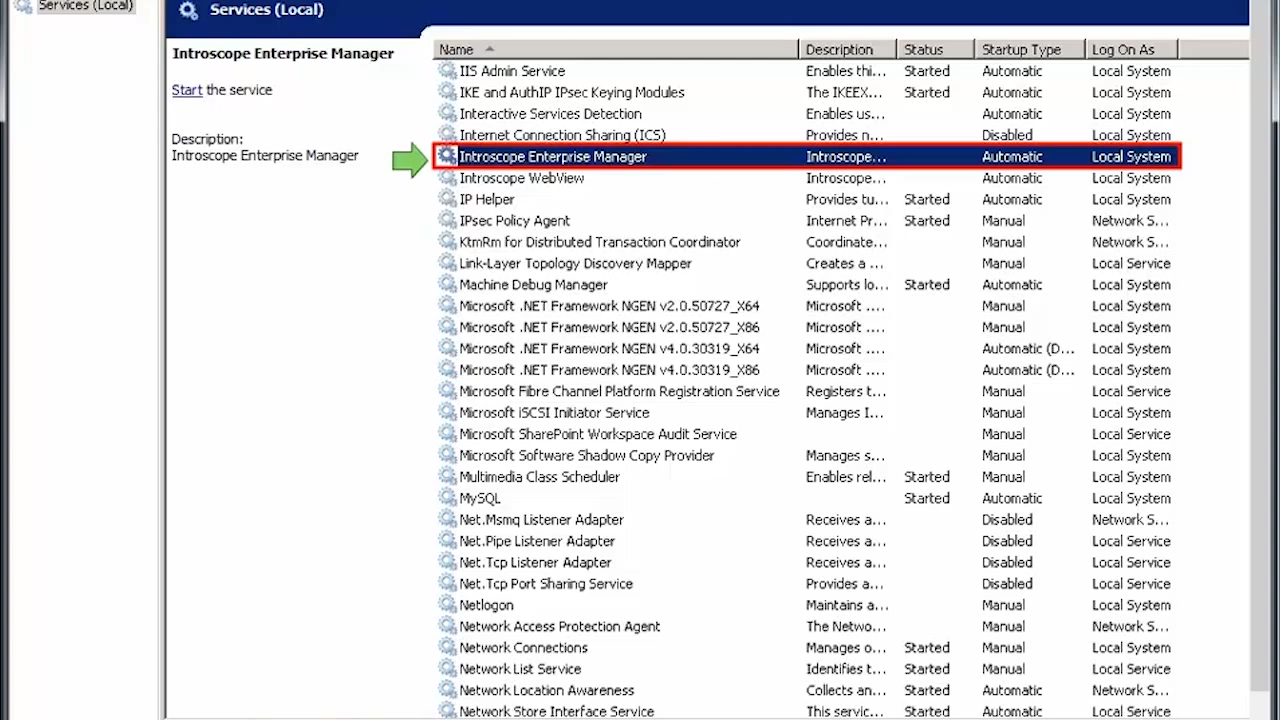 Services (Local)
Services (Local)
Introscope Enterprise Manager
Start the service
Description:
Introscope Enterprise Manager
Name Description Status Startup Type Log On As
IIS Admin Service Enables thi... Started Automatic Local System
IKE and AuthIP IPsec Keying Modules The IKEEX... Started Automatic Local System
Interactive Services Detection Enables us... Automatic Local System
Internet Connection Sharing (ICS) Provides n... Disabled Local System
Introscope Enterprise Manager Introscope... Automatic Local System
Introscope WebView Introscope... Automatic Local System
IP Helper Provides tu... Started Automatic Local System
IPsec Policy Agent Internet Pr... Started Manual Network S...
KtmRm for Distributed Transaction Coordinator Coordinate... Manual Network S...
Link-Layer Topology Discovery Mapper Creates a ... Manual Local Service
Machine Debug Manager Supports lo... Started Automatic Local System
Microsoft .NET Framework NGEN v2.0.50727_X64 Microsoft .... Manual Local System
Microsoft .NET Framework NGEN v2.0.50727_X86 Microsoft .... Manual Local System
Microsoft .NET Framework NGEN v4.0.30319_X64 Microsoft .... Automatic (D... Local System
Microsoft .NET Framework NGEN v4.0.30319_X86 Microsoft .... Automatic (D... Local System
Microsoft Fibre Channel Platform Registration Service Registers t... Manual Local Service
Microsoft iSCSI Initiator Service Manages I... Manual Local System
Microsoft SharePoint Workspace Audit Service Manual Local Service
Microsoft Software Shadow Copy Provider Manages s... Manual Local System
Multimedia Class Scheduler Enables rel... Started Manual Local System
MySQL Started Automatic Local System
Net.Msmq Listener Adapter Receives a... Disabled Network S...
Net.Pipe Listener Adapter Receives a... Disabled Local Service
Net.Tcp Listener Adapter Receives a... Disabled Local Service
Net.Tcp Port Sharing Service Provides a... Disabled Local Service
Netlogon Maintains a... Manual Local System
Network Access Protection Agent The Netwo... Manual Network S...
Network Connections Manages o... Started Manual Local System
Network List Service Identifies t... Started Manual Local Service
Network Location Awareness Collects an... Started Automatic Network S...
Network Store Interface Service This servic... Started Automatic Local Service